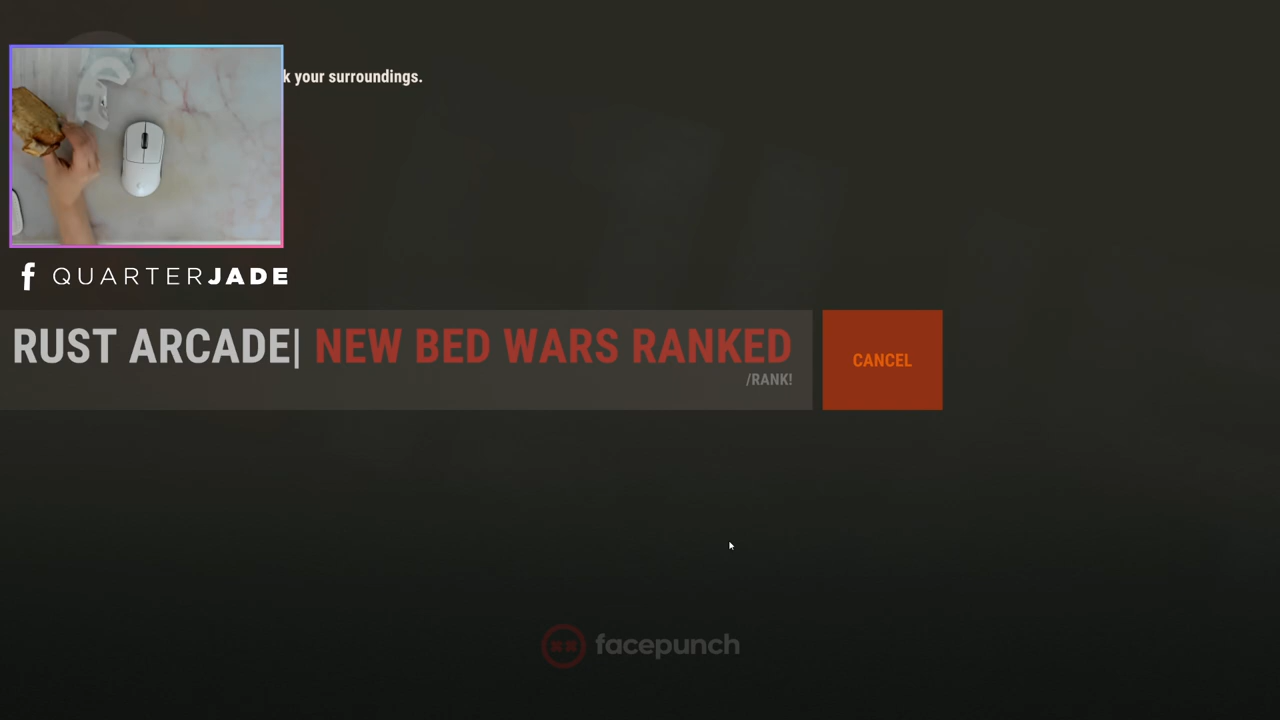 k your surroundings.
f QUARTERJADE
RUST ARCADE| NEW BED WARS RANKED
/RANK!
CANCEL
facepunch